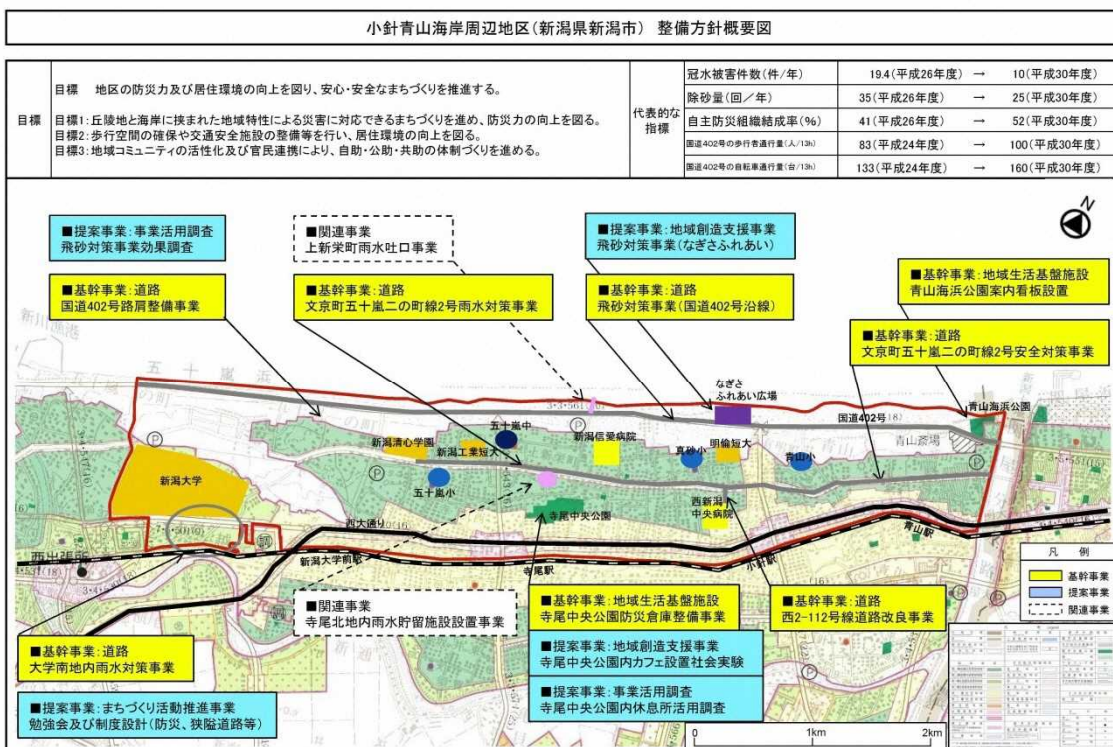 小針青山海岸周辺地区(新潟県新潟市) 整備方針概要図
目標
目標 地区の防災力及び居住環境の向上を図り、安心・安全なまちづくりを推進する。
目標1:丘陵地と海岸に挟まれた地域特性による災害に対応できるまちづくりを進め、防災力の向上を図る。
目標2:歩行空間の確保や交通安全施設の整備等を行い、居住環境の向上を図る。
目標3:地域コミュニティの活性化及び官民連携により、自助・公助・共助の体制づくりを進める。
代表的な
指標
冠水被害件数(件/年) 19.4(平成26年度) → 10(平成30年度)
除砂量(回/年) 35(平成26年度) → 25(平成30年度)
自主防災組織結成率(%) 41(平成26年度) → 52(平成30年度)
国道402号の歩行者通行量(人/13h) 83(平成24年度) → 100(平成30年度)
国道402号の自転車通行量(台/13h) 133(平成24年度) → 160(平成30年度)
N
■提案事業:事業活用調査
飛砂対策事業効果調査
■関連事業
上新栄町雨水吐口事業
■提案事業:地域創造支援事業
飛砂対策事業(なぎさふれあい)
■基幹事業:道路
国道402号路肩整備事業
■基幹事業:道路
文京町五十嵐二の町線2号雨水対策事業
■基幹事業:道路
飛砂対策事業(国道402号沿線)
■基幹事業:地域生活基盤施設
青山海浜公園案内看板設置
■基幹事業:道路
文京町五十嵐二の町線2号安全対策事業
新川漁港
五十嵐浜
なぎさ
ふれあい広場
青山海浜公園
国道402号
青山斎場
新潟大学
新潟清心学園
新潟工業短大
五十嵐中
新潟信愛病院
真砂小
明倫短大
青山小
五十嵐小
寺尾中央公園
西新潟
中央病院
西大通り
新潟大学前駅
寺尾駅
小針駅
青山駅
西出張所
■関連事業
寺尾北地内雨水貯留施設設置事業
■基幹事業:地域生活基盤施設
寺尾中央公園防災倉庫整備事業
■基幹事業:道路
西2-112号線道路改良事業
■提案事業:地域創造支援事業
寺尾中央公園内カフェ設置社会実験
■提案事業:事業活用調査
寺尾中央公園内休息所活用調査
■基幹事業:道路
大学南地内雨水対策事業
■提案事業:まちづくり活動推進事業
勉強会及び制度設計(防災、狭隘道路等)
凡 例
基幹事業
提案事業
関連事業
0 1km 2km